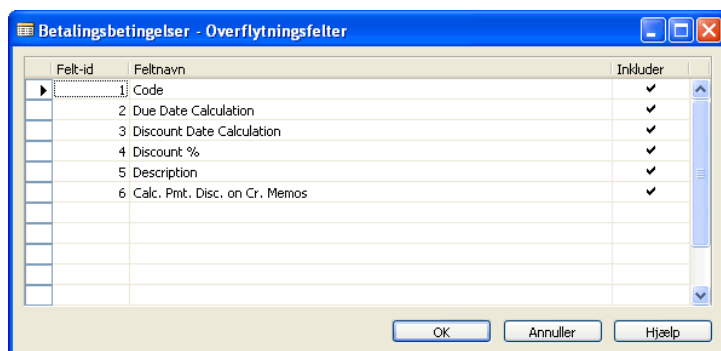 Betalingsbetingelser - Overflytningsfelter
Felt-id Feltnavn Inkluder
1 Code
2 Due Date Calculation
3 Discount Date Calculation
4 Discount %
5 Description
6 Calc. Pmt. Disc. on Cr. Memos
OK Annuller Hjælp